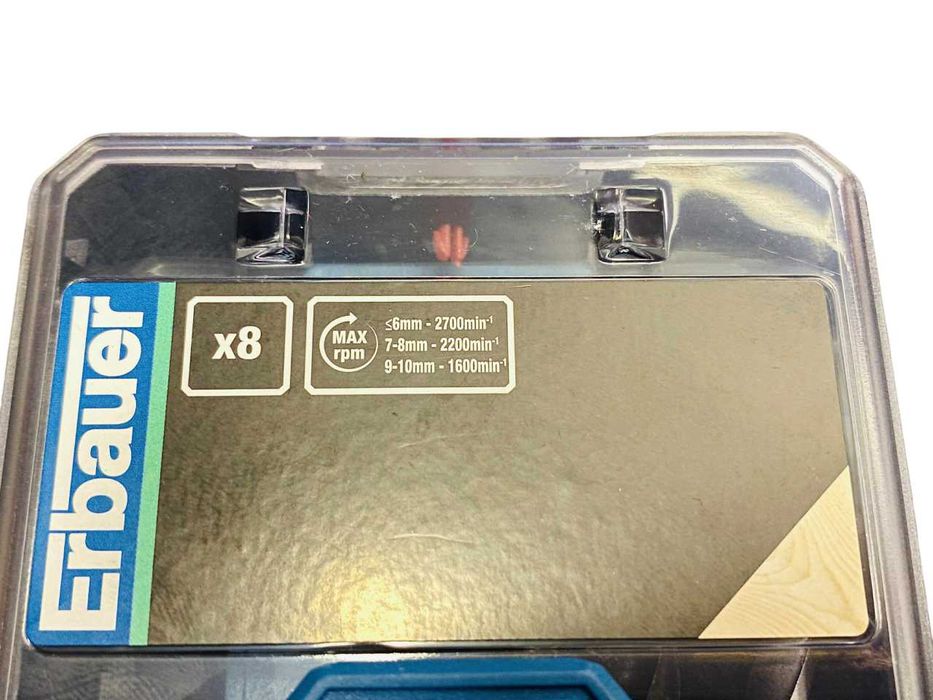 Erbauer
x8
MAX
rpm
≤6mm - 2700min⁻¹
7-8mm - 2200min⁻¹
9-10mm - 1600min⁻¹